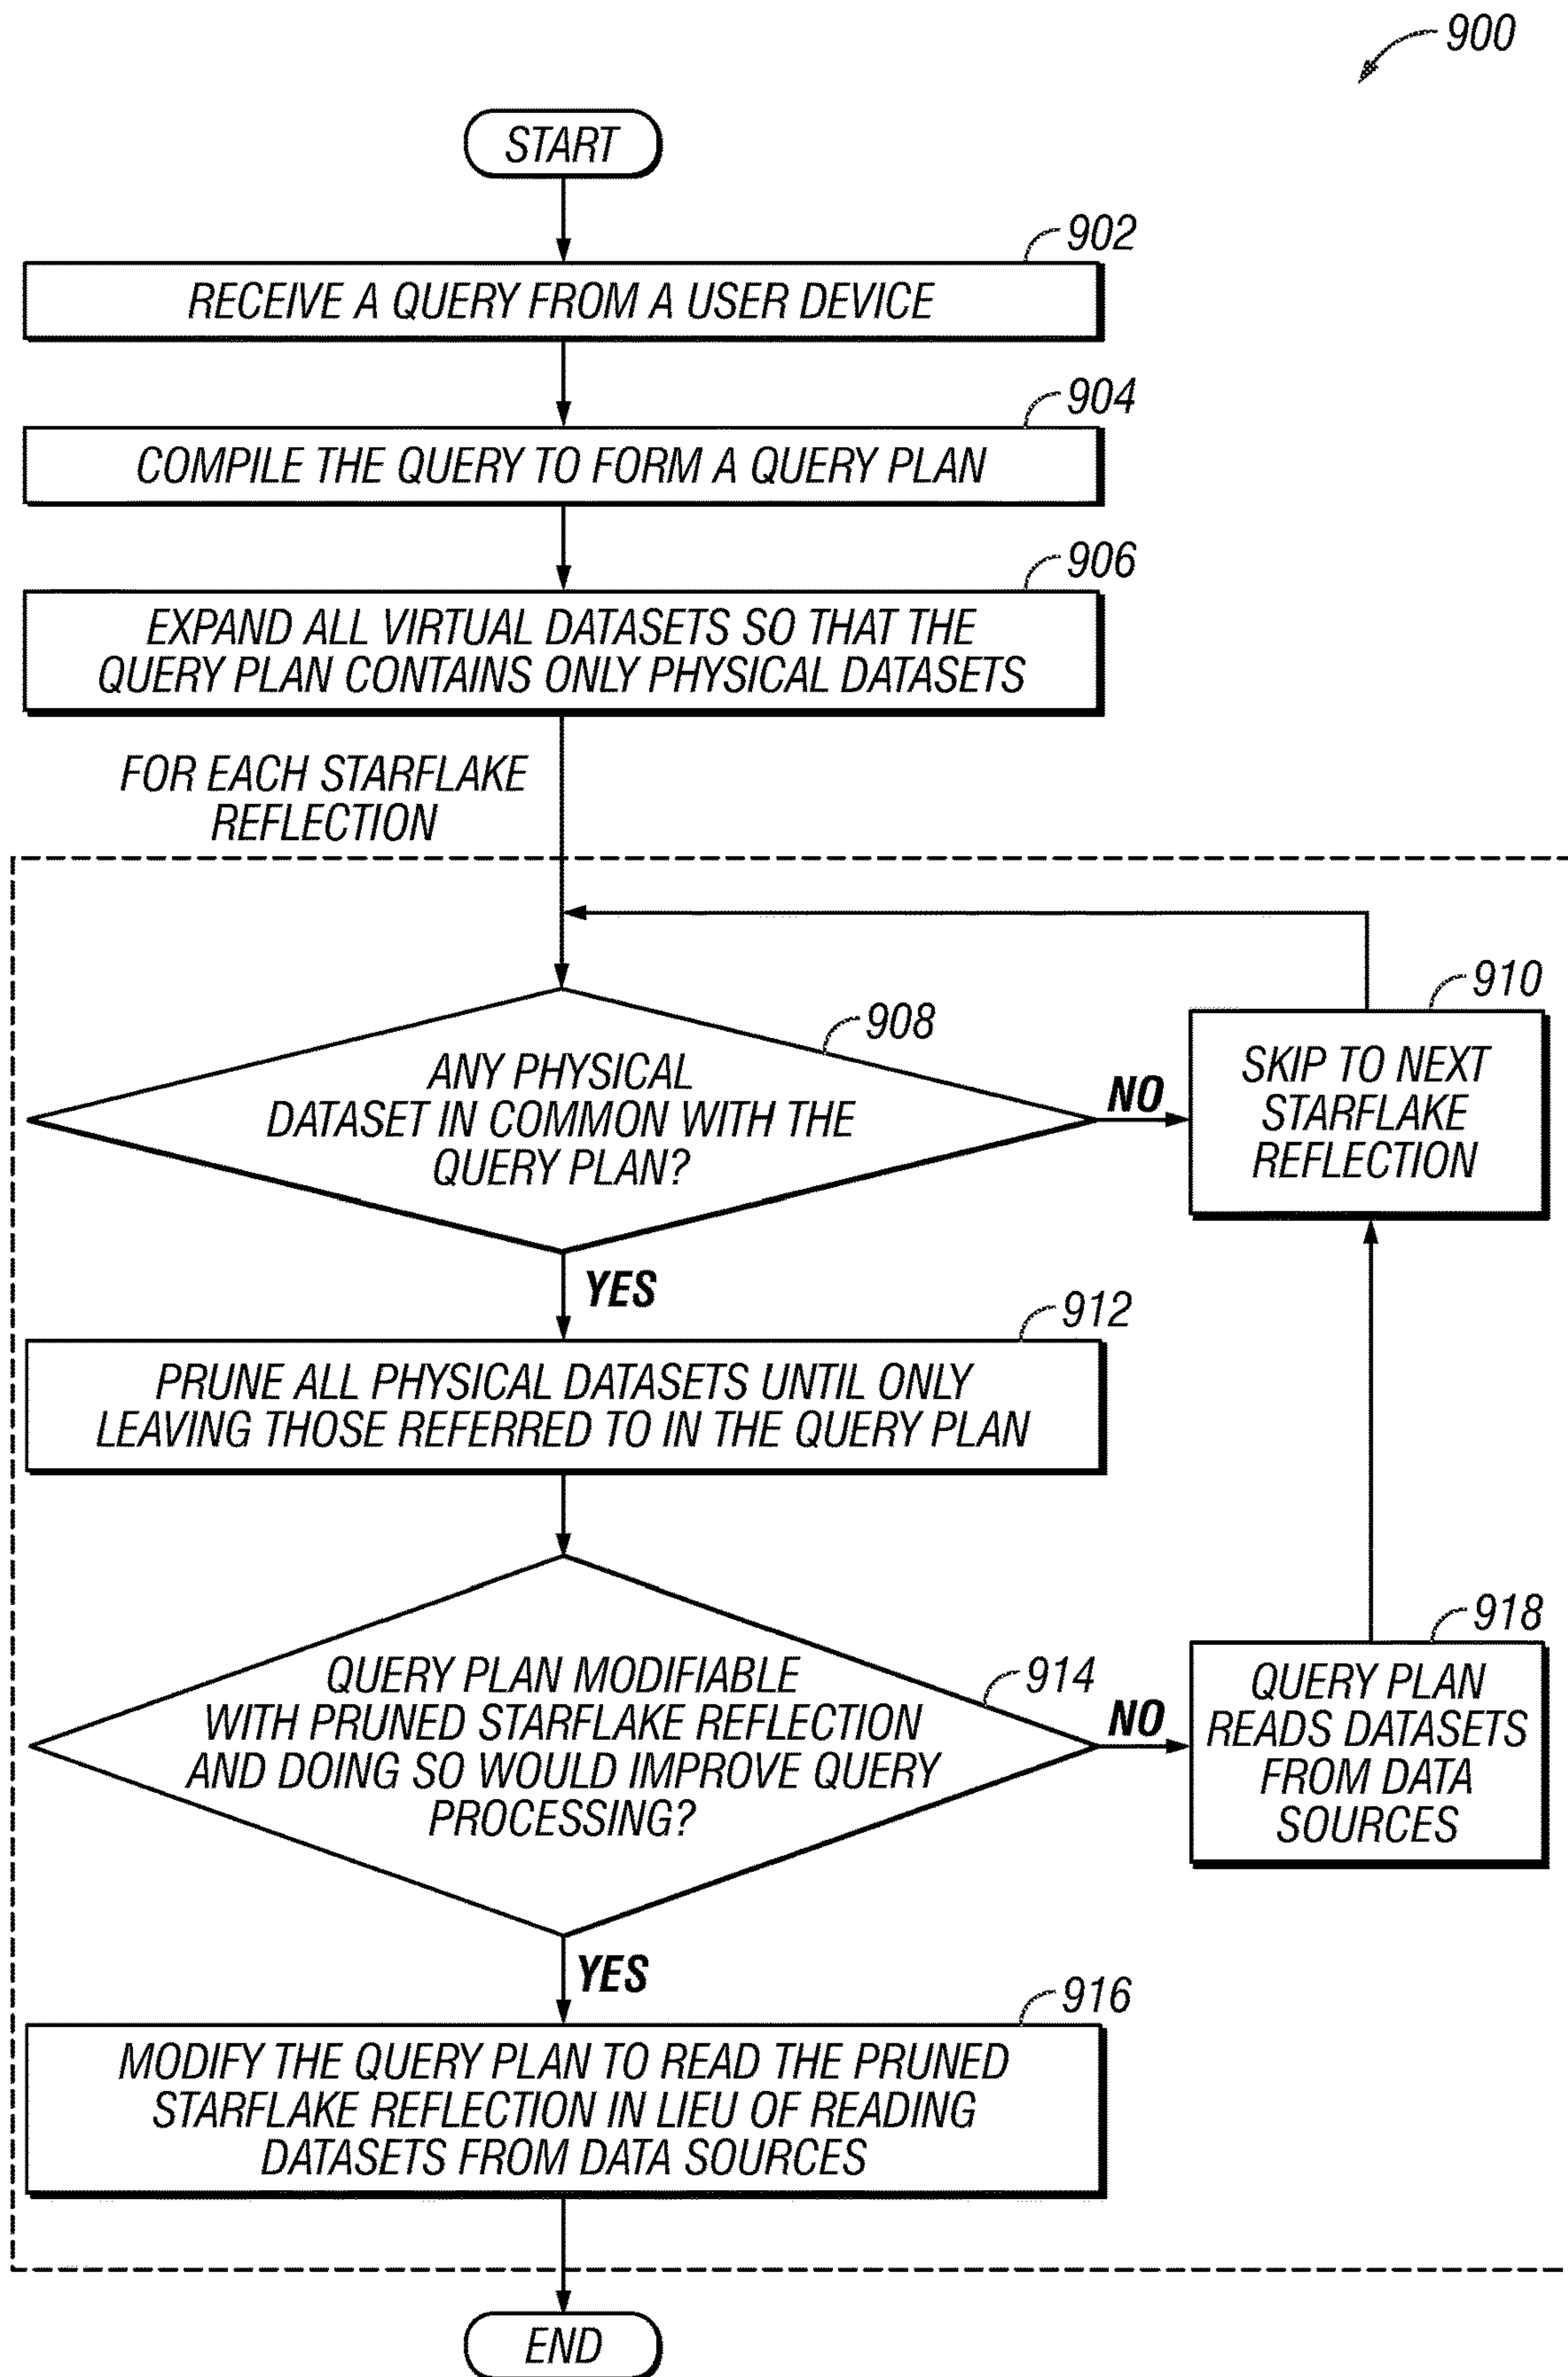 900
START
902
RECEIVE A QUERY FROM A USER DEVICE
904
COMPILE THE QUERY TO FORM A QUERY PLAN
906
EXPAND ALL VIRTUAL DATASETS SO THAT THE
QUERY PLAN CONTAINS ONLY PHYSICAL DATASETS
FOR EACH STARFLAKE
REFLECTION
908
ANY PHYSICAL
DATASET IN COMMON WITH THE
QUERY PLAN?
NO
910
SKIP TO NEXT
STARFLAKE
REFLECTION
YES
912
PRUNE ALL PHYSICAL DATASETS UNTIL ONLY
LEAVING THOSE REFERRED TO IN THE QUERY PLAN
914
QUERY PLAN MODIFIABLE
WITH PRUNED STARFLAKE REFLECTION
AND DOING SO WOULD IMPROVE QUERY
PROCESSING?
NO
918
QUERY PLAN
READS DATASETS
FROM DATA
SOURCES
YES
916
MODIFY THE QUERY PLAN TO READ THE PRUNED
STARFLAKE REFLECTION IN LIEU OF READING
DATASETS FROM DATA SOURCES
END